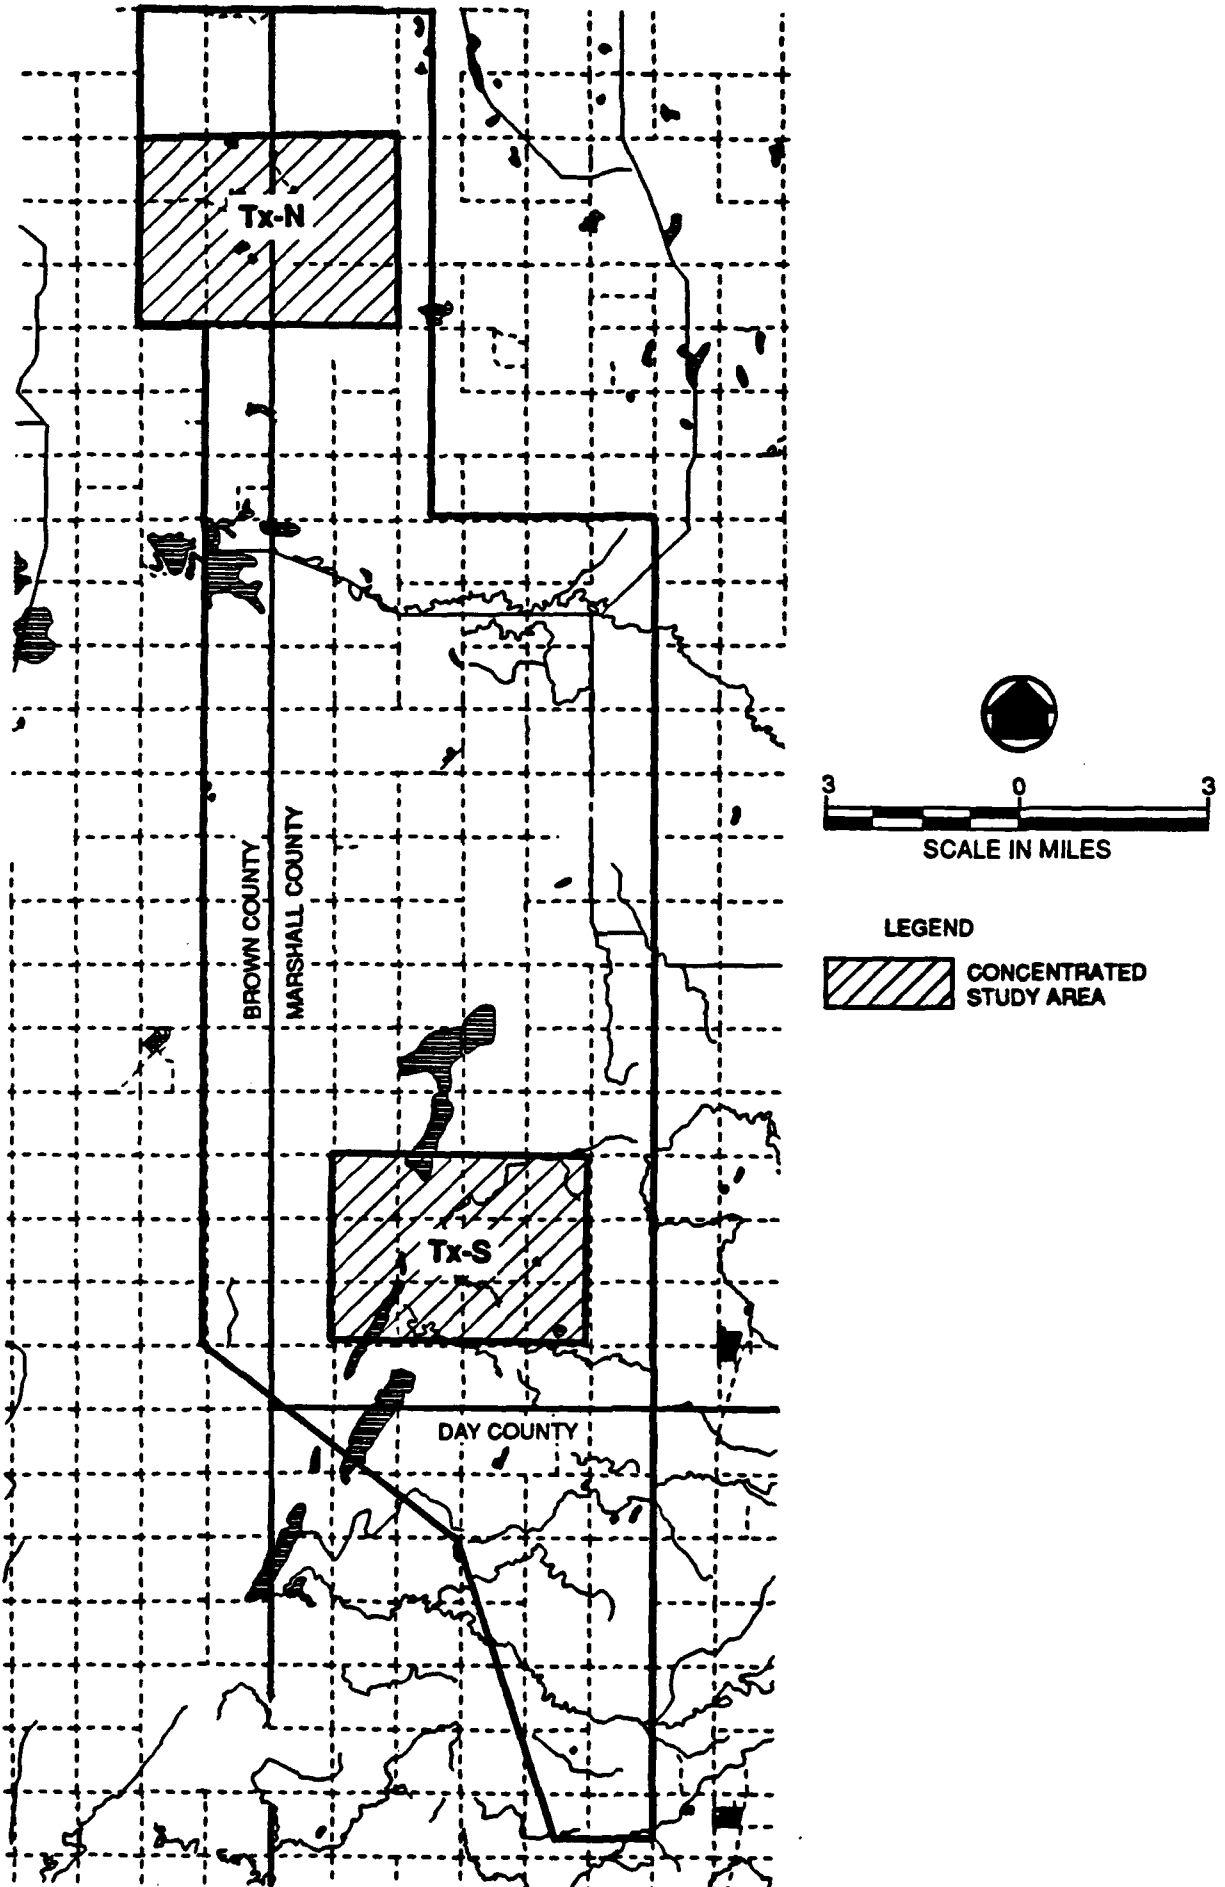 Tx-N
3 0 3
SCALE IN MILES
BROWN COUNTY
MARSHALL COUNTY
LEGEND
CONCENTRATED
STUDY AREA
Tx-S
DAY COUNTY